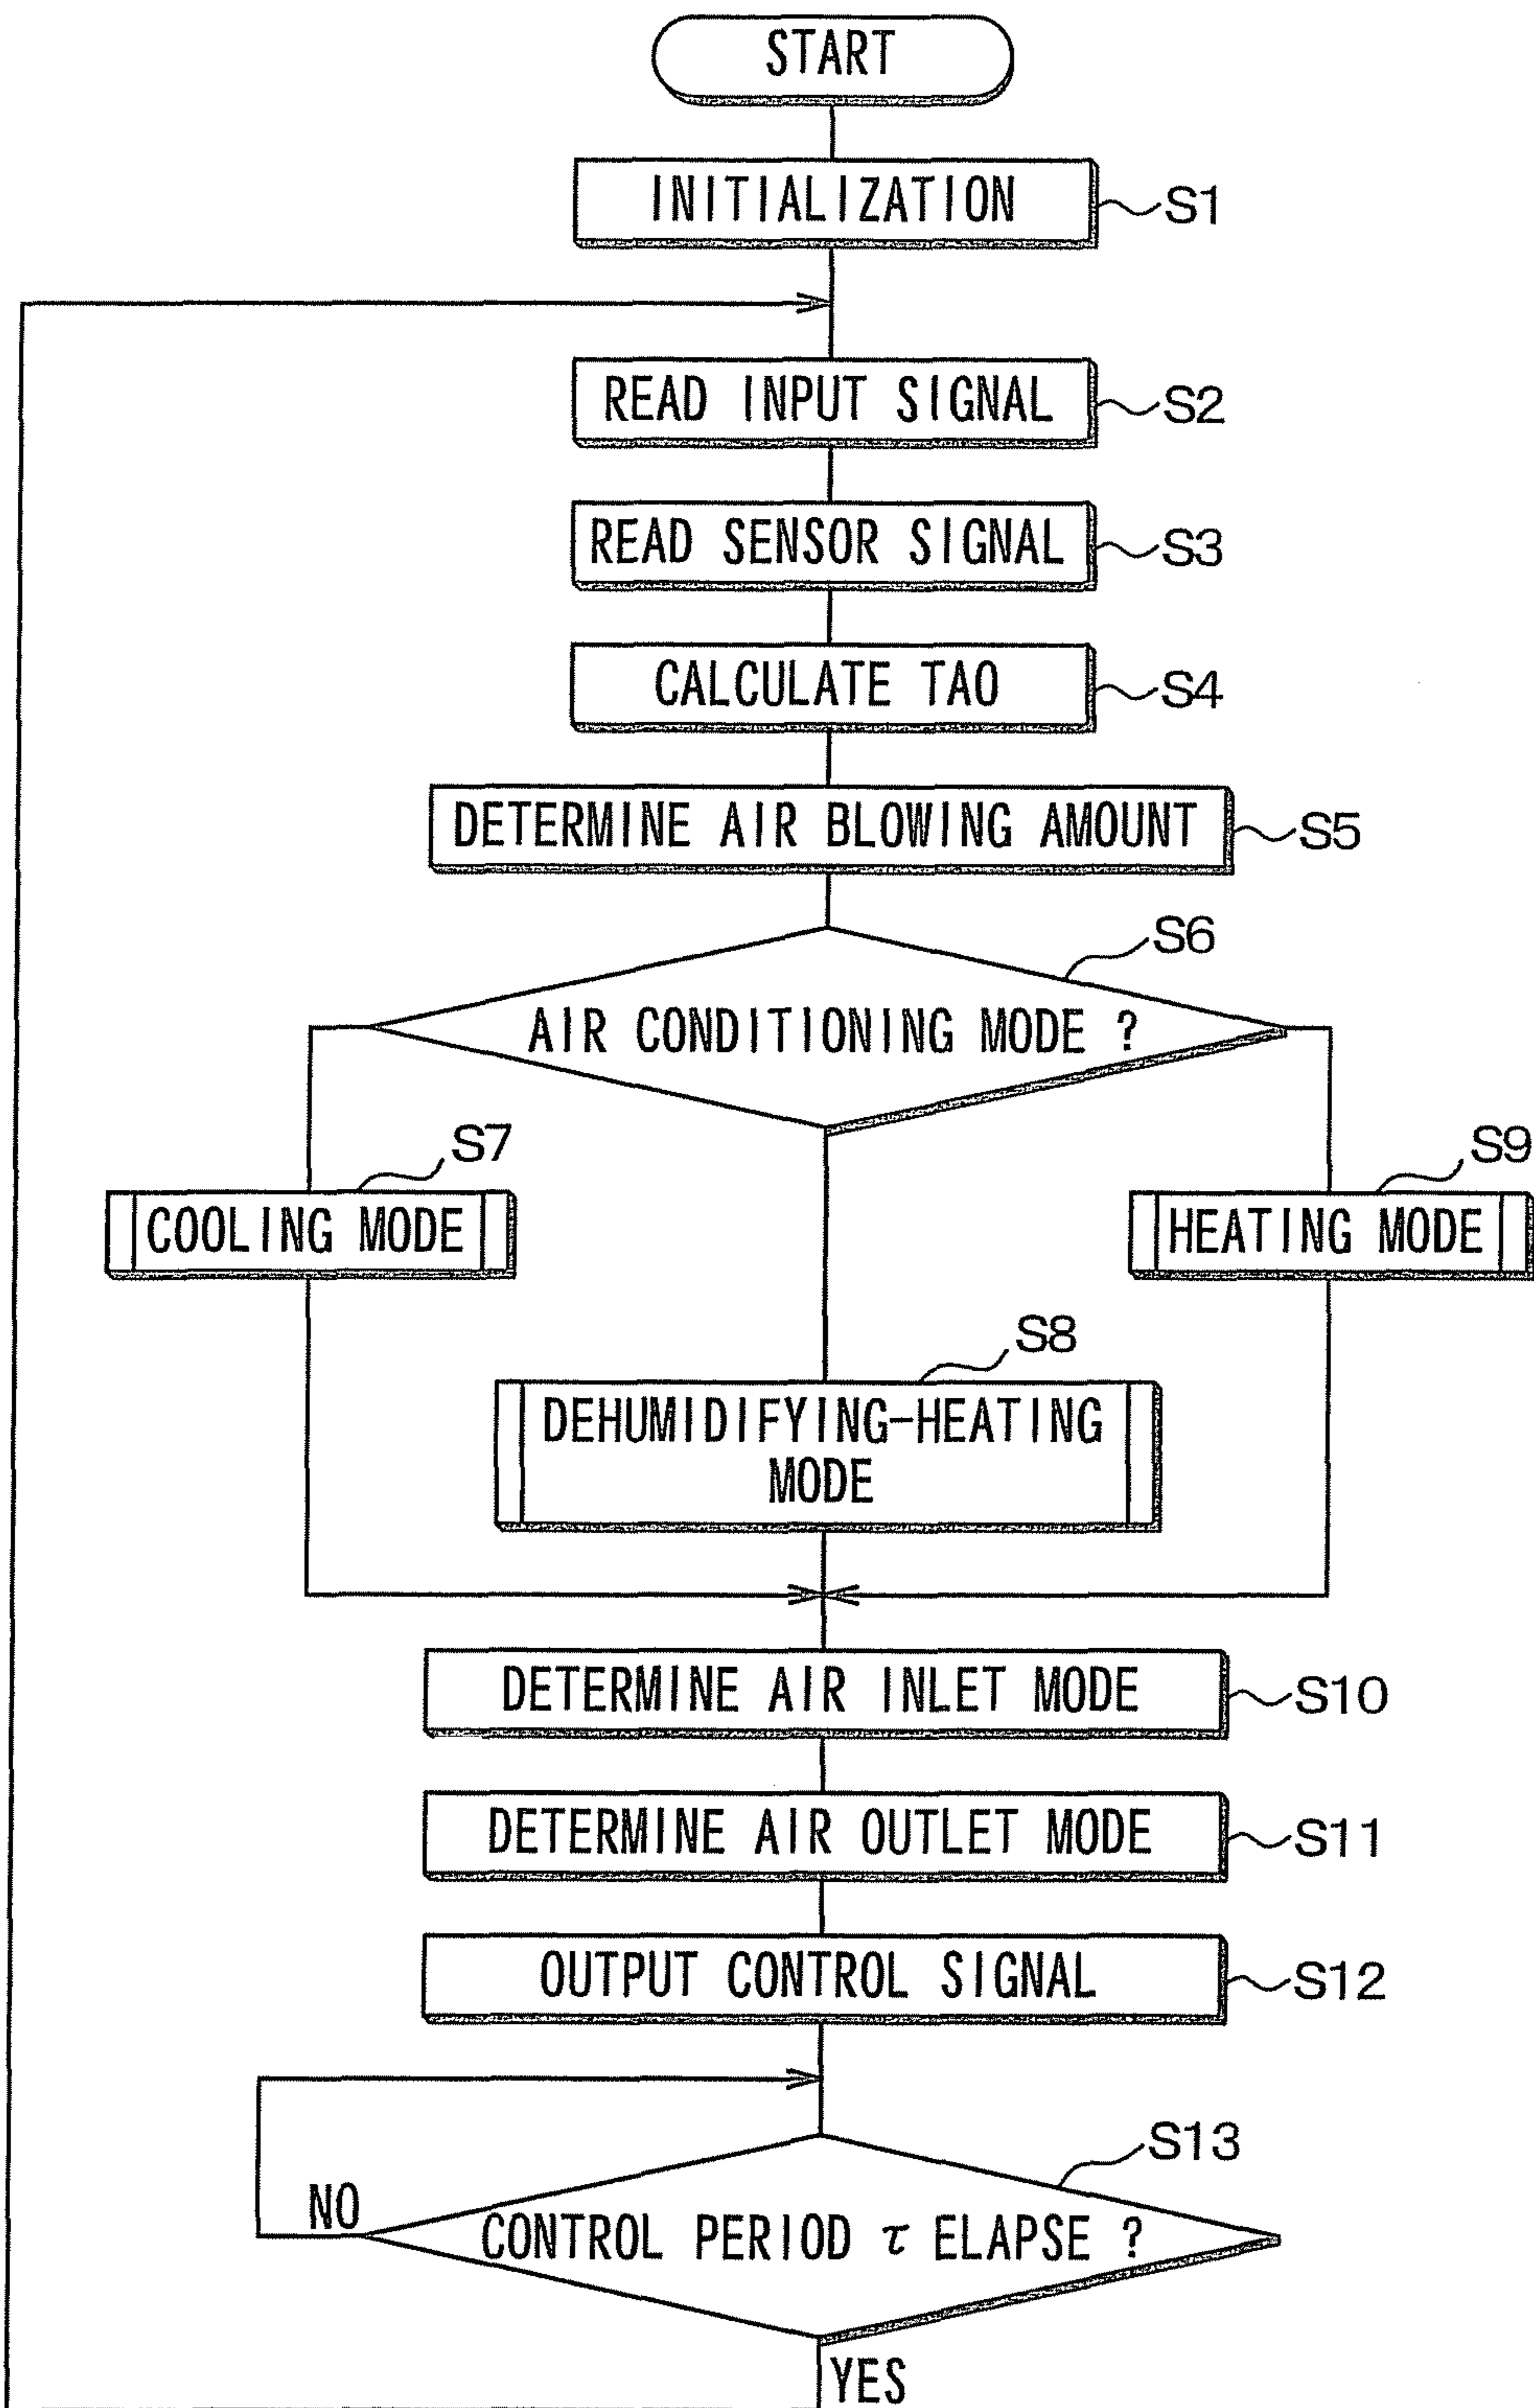 START
INITIALIZATION
S1
READ INPUT SIGNAL
S2
READ SENSOR SIGNAL
S3
CALCULATE TAO
S4
DETERMINE AIR BLOWING AMOUNT
S5
S6
AIR CONDITIONING MODE ?
S7
S9
COOLING MODE
HEATING MODE
S8
DEHUMIDIFYING-HEATING
MODE
DETERMINE AIR INLET MODE
S10
DETERMINE AIR OUTLET MODE
S11
OUTPUT CONTROL SIGNAL
S12
S13
NO
CONTROL PERIOD τ ELAPSE ?
YES